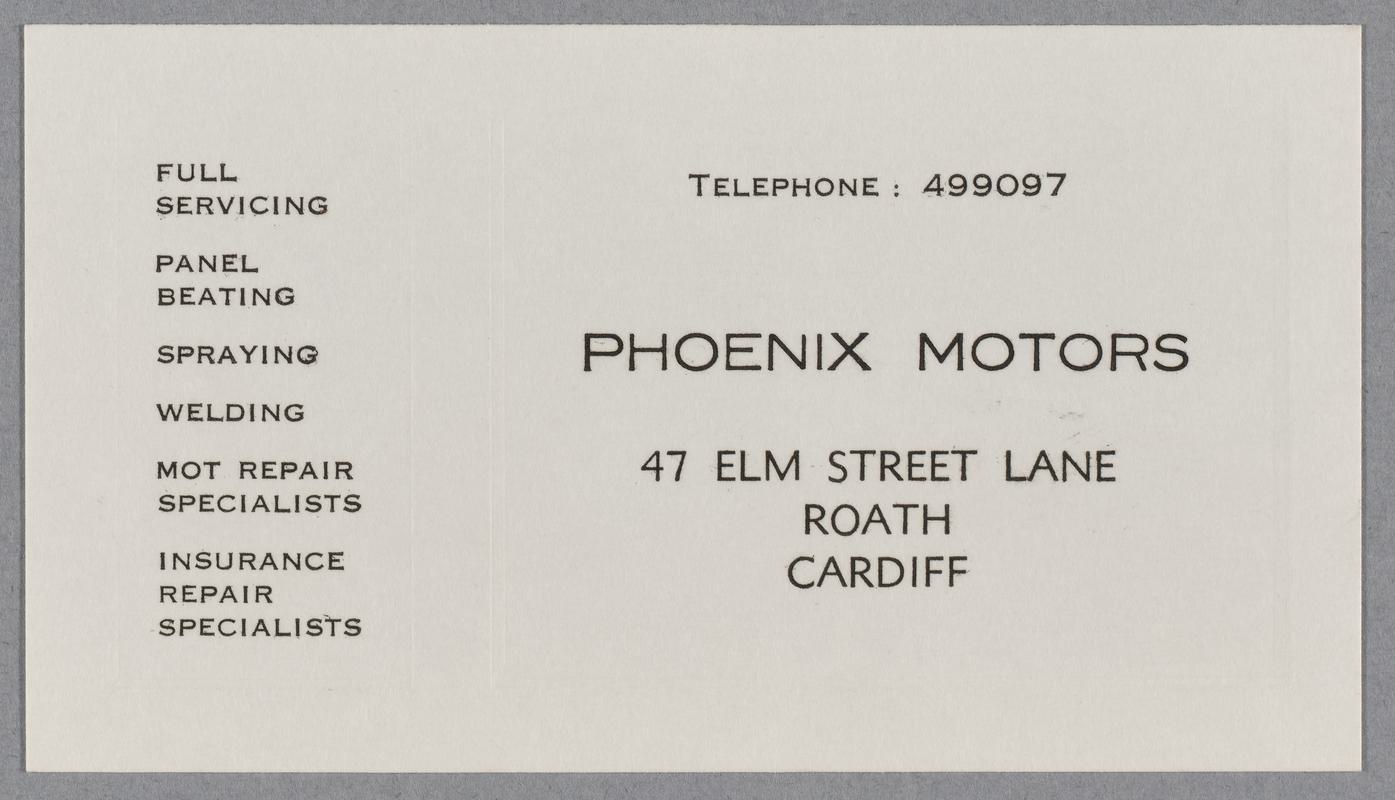 FULL
SERVICING
PANEL
BEATING
SPRAYING
WELDING
MOT REPAIR
SPECIALISTS
INSURANCE
REPAIR
SPECIALISTS
TELEPHONE : 499097
PHOENIX MOTORS
47 ELM STREET LANE
ROATH
CARDIFF